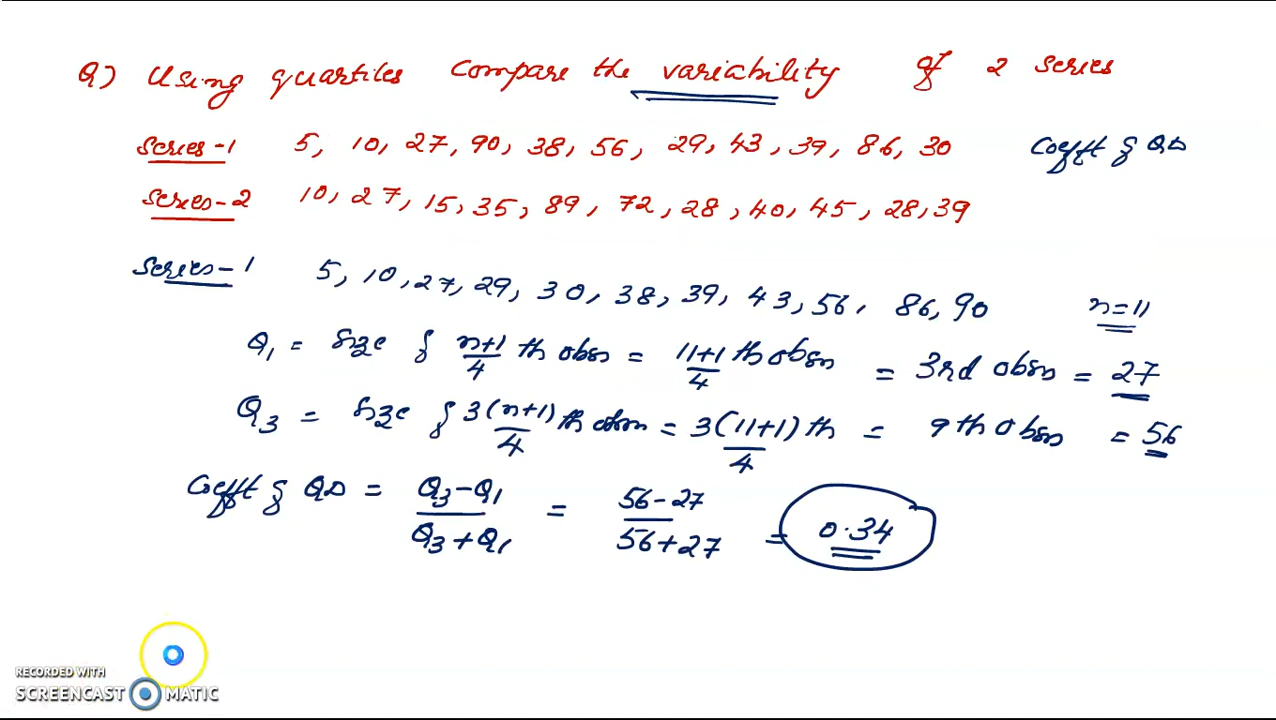 Q) Using quartiles compare the variability of 2 series
Series-1 5, 10, 27, 90, 38, 56, 29, 43, 39, 86, 30 Coefft of QD
Series-2 10, 27, 15, 35, 89, 72, 28, 40, 45, 28, 39
Series-1 5, 10, 27, 29, 30, 38, 39, 43, 56, 86, 90 n=11
Q₁ = size of (n+1)/4 th obsn = (11+1)/4 th obsn = 3rd obsn = 27
Q₃ = size of 3(n+1)/4 th obsn = 3(11+1)/4 th = 9th obsn = 56
Coefft of QD = (Q₃-Q₁)/(Q₃+Q₁) = (56-27)/(56+27) = 0.34
RECORDED WITH
SCREENCAST MATIC